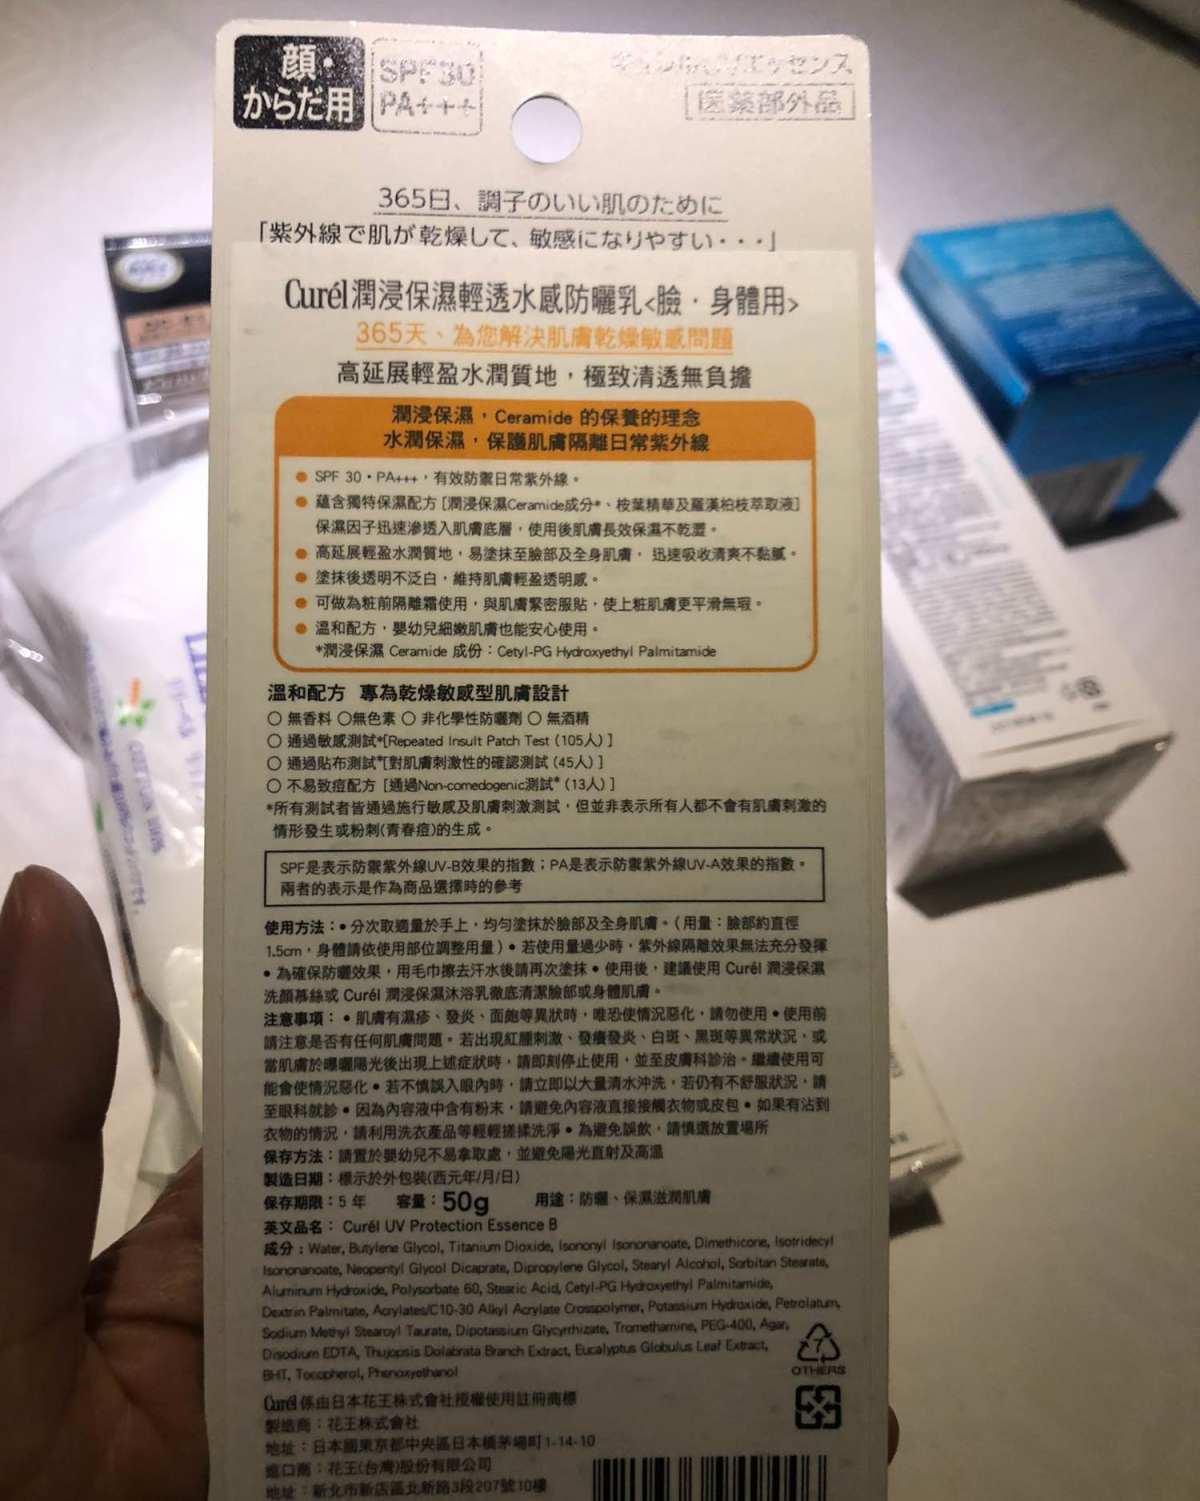 顔・
からだ用
SPF30
PA+++
医薬部外品
365日、調子のいい肌のために
「紫外線で肌が乾燥して、敏感になりやすい・・・」
Curél潤浸保濕輕透水感防曬乳<臉・身體用>
365天、為您解決肌膚乾燥敏感問題
高延展輕盈水潤質地，極致清透無負擔
潤浸保濕，Ceramide 的保養的理念
水潤保濕，保護肌膚隔離日常紫外線
● SPF 30・PA+++，有效防禦日常紫外線。
● 蘊含獨特保濕配方 [潤浸保濕Ceramide成分*、桉葉精華及羅漢柏枝萃取液]
保濕因子迅速滲透入肌膚底層，使用後肌膚長效保濕不乾澀。
● 高延展輕盈水潤質地，易塗抹至臉部及全身肌膚， 迅速吸收清爽不黏膩。
● 塗抹後透明不泛白，維持肌膚輕盈透明感。
● 可做為粧前隔離霜使用，與肌膚緊密服貼，使上粧肌膚更平滑無瑕。
● 溫和配方，嬰幼兒細嫩肌膚也能安心使用。
*潤浸保濕 Ceramide 成份：Cetyl-PG Hydroxyethyl Palmitamide
溫和配方 專為乾燥敏感型肌膚設計
○ 無香料 ○無色素 ○ 非化學性防曬劑 ○ 無酒精
○ 通過敏感測試*[Repeated Insult Patch Test (105人) ]
○ 通過貼布測試*[對肌膚刺激性的確認測試 (45人) ]
○ 不易致痘配方 [通過Non-comedogenic測試* (13人) ]
*所有測試者皆通過施行敏感及肌膚刺激測試，但並非表示所有人都不會有肌膚刺激的
情形發生或粉刺(青春痘)的生成。
SPF是表示防禦紫外線UV-B效果的指數；PA是表示防禦紫外線UV-A效果的指數。
兩者的表示是作為商品選擇時的參考
使用方法：● 分次取適量於手上，均勻塗抹於臉部及全身肌膚。（用量：臉部約直徑
1.5cm，身體請依使用部位調整用量）● 若使用量過少時，紫外線隔離效果無法充分發揮
● 為確保防曬效果，用毛巾擦去汗水後請再次塗抹 ● 使用後，建議使用 Curél 潤浸保濕
洗顏慕絲或 Curél 潤浸保濕沐浴乳徹底清潔臉部或身體肌膚。
注意事項：● 肌膚有濕疹、發炎、面皰等異狀時，唯恐使情況惡化，請勿使用 ● 使用前
請注意是否有任何肌膚問題。若出現紅腫刺激、發癢發炎、白斑、黑斑等異常狀況，或
當肌膚於曝曬陽光後出現上述症狀時，請即刻停止使用，並至皮膚科診治。繼續使用可
能會使情況惡化 ● 若不慎誤入眼內時，請立即以大量清水沖洗，若仍有不舒服狀況，請
至眼科就診 ● 因為內容液中含有粉末，請避免內容液直接接觸衣物或皮包 ● 如果有沾到
衣物的情況，請利用洗衣產品等輕輕搓揉洗淨 ● 為避免誤飲，請慎選放置場所
保存方法：請置於嬰幼兒不易拿取處，並避免陽光直射及高溫
製造日期：標示於外包裝(西元年/月/日)
保存期限：5 年 容量：50g 用途：防曬、保濕滋潤肌膚
英文品名： Curél UV Protection Essence B
成分 : Water, Butylene Glycol, Titanium Dioxide, Isononyl Isononanoate, Dimethicone, Isotridecyl
Isononanoate, Neopentyl Glycol Dicaprate, Dipropylene Glycol, Stearyl Alcohol, Sorbitan Stearate,
Aluminum Hydroxide, Polysorbate 60, Stearic Acid, Cetyl-PG Hydroxyethyl Palmitamide,
Dextrin Palmitate, Acrylates/C10-30 Alkyl Acrylate Crosspolymer, Potassium Hydroxide, Petrolatum,
Sodium Methyl Stearoyl Taurate, Dipotassium Glycyrrhizate, Tromethamine, PEG-400, Agar,
Disodium EDTA, Thujopsis Dolabrata Branch Extract, Eucalyptus Globulus Leaf Extract,
BHT, Tocopherol, Phenoxyethanol
7
OTHERS
Curél 係由日本花王株式會社授權使用註冊商標
製造商：花王株式會社
地址：日本國東京都中央區日本橋茅場町1-14-10
進口商：花王(台灣)股份有限公司
地址：新北市新店區北新路3段207號10樓